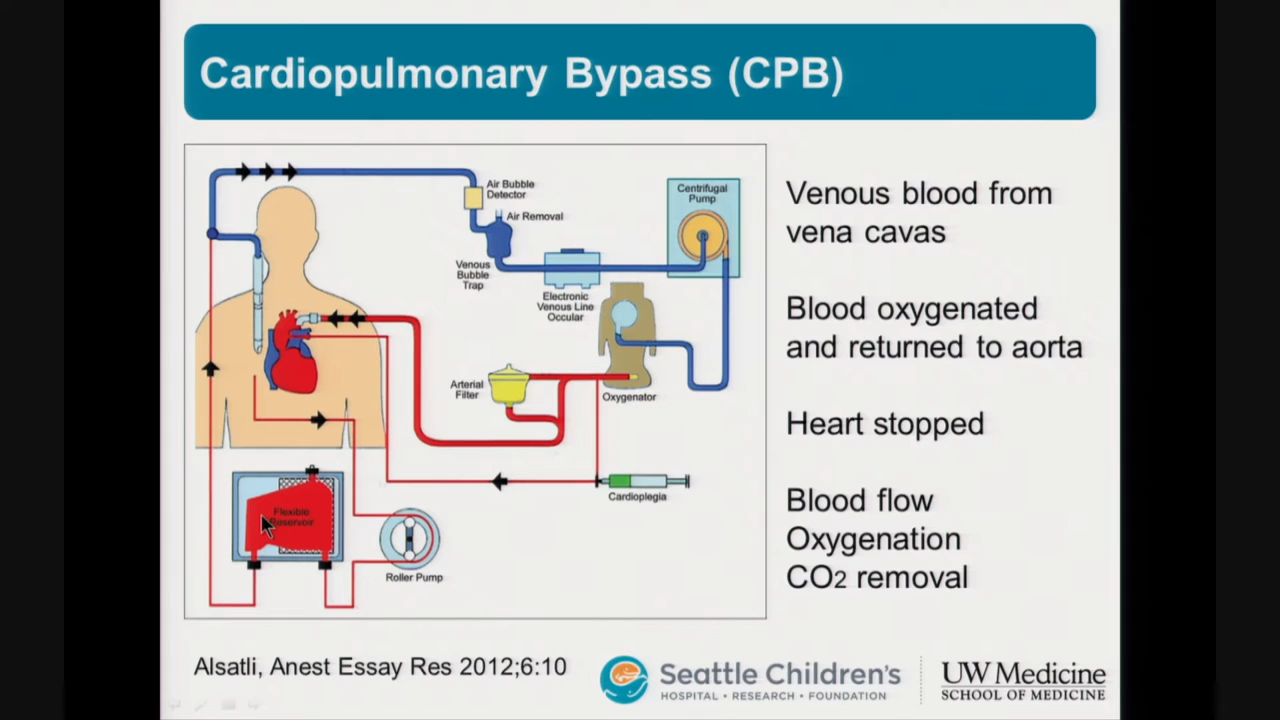 Cardiopulmonary Bypass (CPB)
Air Bubble
Detector
Air Removal
Venous
Bubble
Trap
Electronic
Venous Line
Occular
Centrifugal
Pump
Oxygenator
Arterial
Filter
Cardioplegia
Flexible
Reservoir
Roller Pump
Venous blood from
vena cavas
Blood oxygenated
and returned to aorta
Heart stopped
Blood flow
Oxygenation
CO2 removal
Alsatli, Anest Essay Res 2012;6:10
Seattle Children's
HOSPITAL • RESEARCH • FOUNDATION
UW Medicine
SCHOOL OF MEDICINE